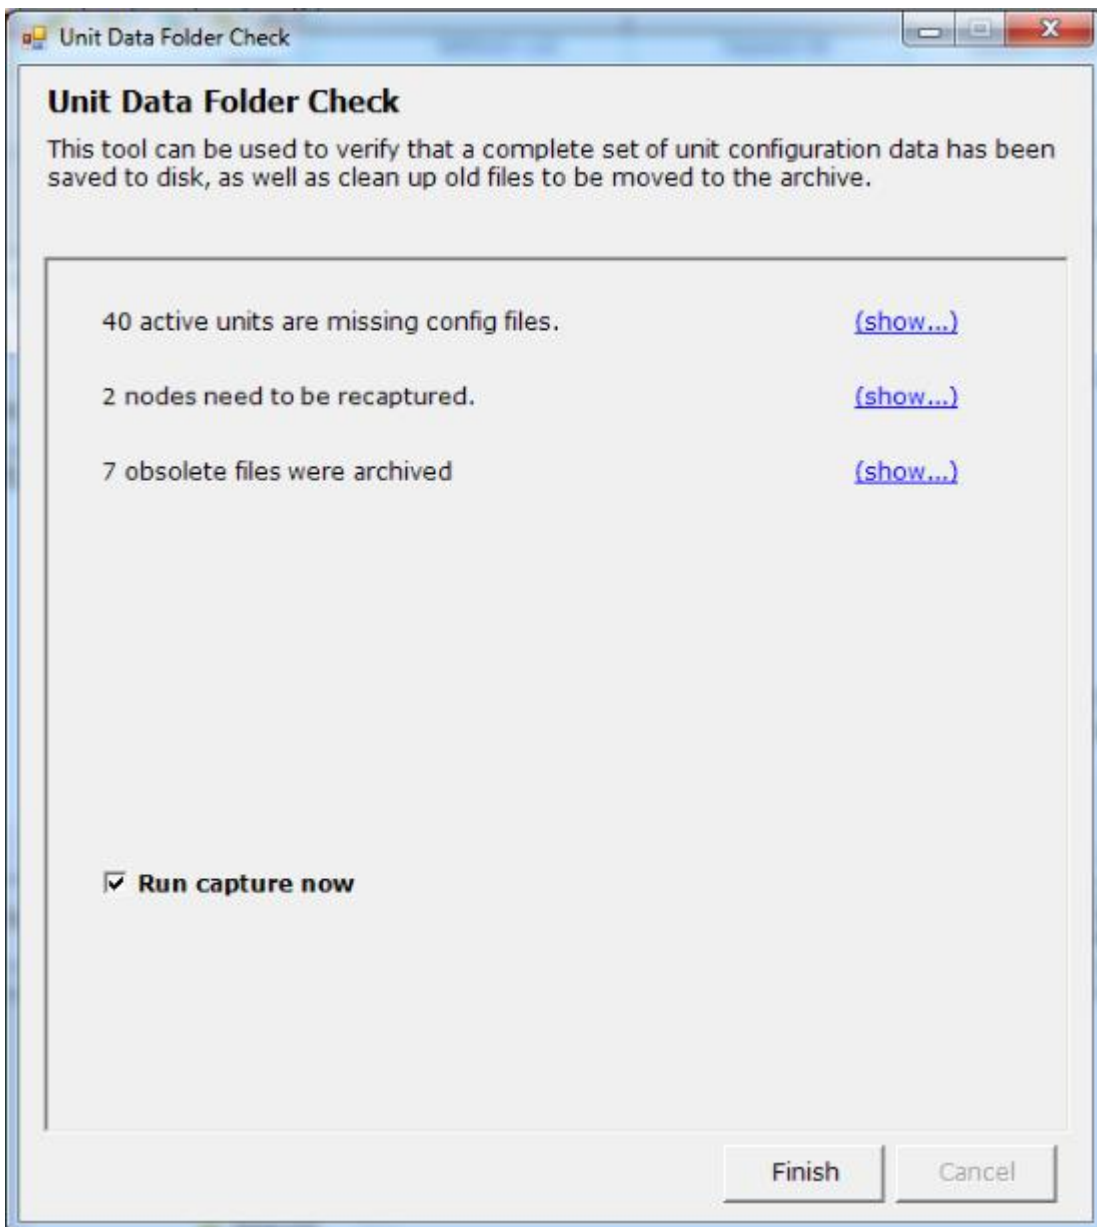 Unit Data Folder Check
Unit Data Folder Check
This tool can be used to verify that a complete set of unit configuration data has been
saved to disk, as well as clean up old files to be moved to the archive.
40 active units are missing config files. (show...)
2 nodes need to be recaptured. (show...)
7 obsolete files were archived (show...)
Run capture now
Finish Cancel